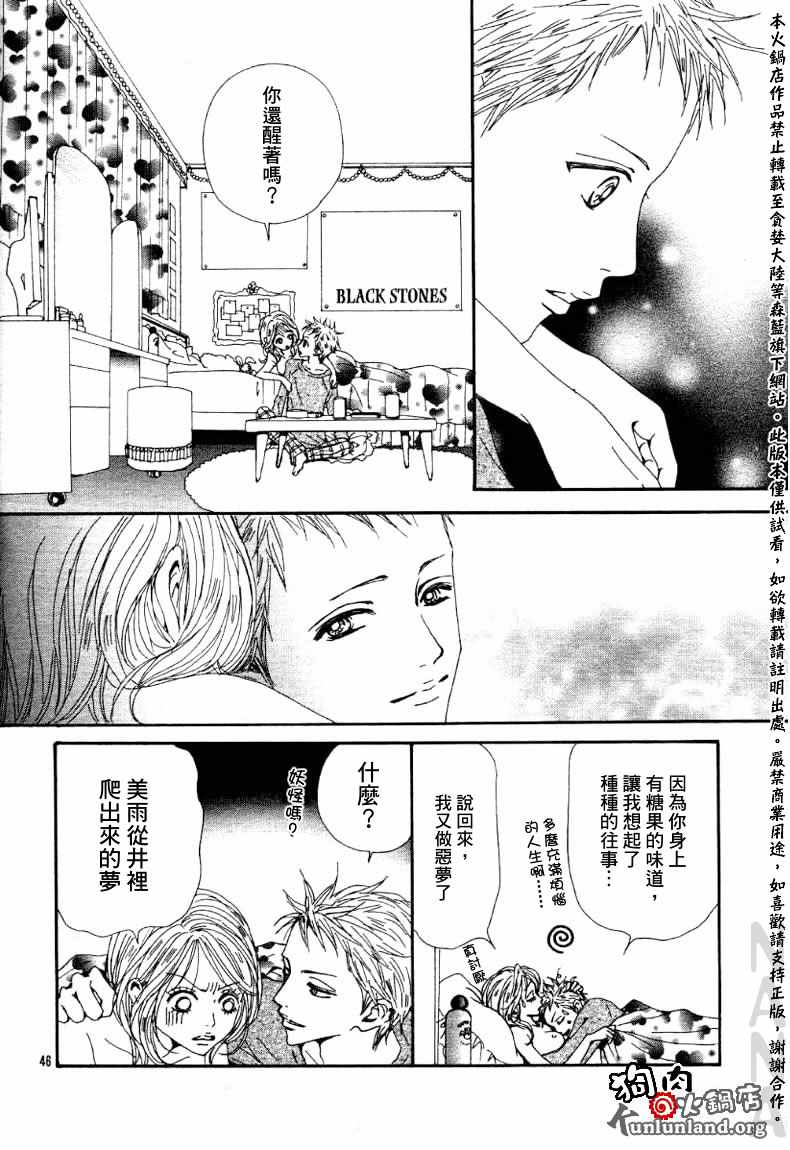 你還醒著嗎？
BLACK STONES
因為你身上
有糖果的味道，
讓我想起了
種種的往事…
多麼充滿煩惱
的人生啊……
說回來，
我又做惡夢了
真討厭
什麼？
妖怪嗎？
美雨從井裡
爬出來的夢
46
本火鍋店作品禁止轉載至貪婪大陸等森藍旗下網站。此版本僅供試看，如欲轉載請註明出處。嚴禁商業用途，如喜歡請支持正版，謝謝合作。
NANA
狗肉
火鍋店
Kunlunland.org